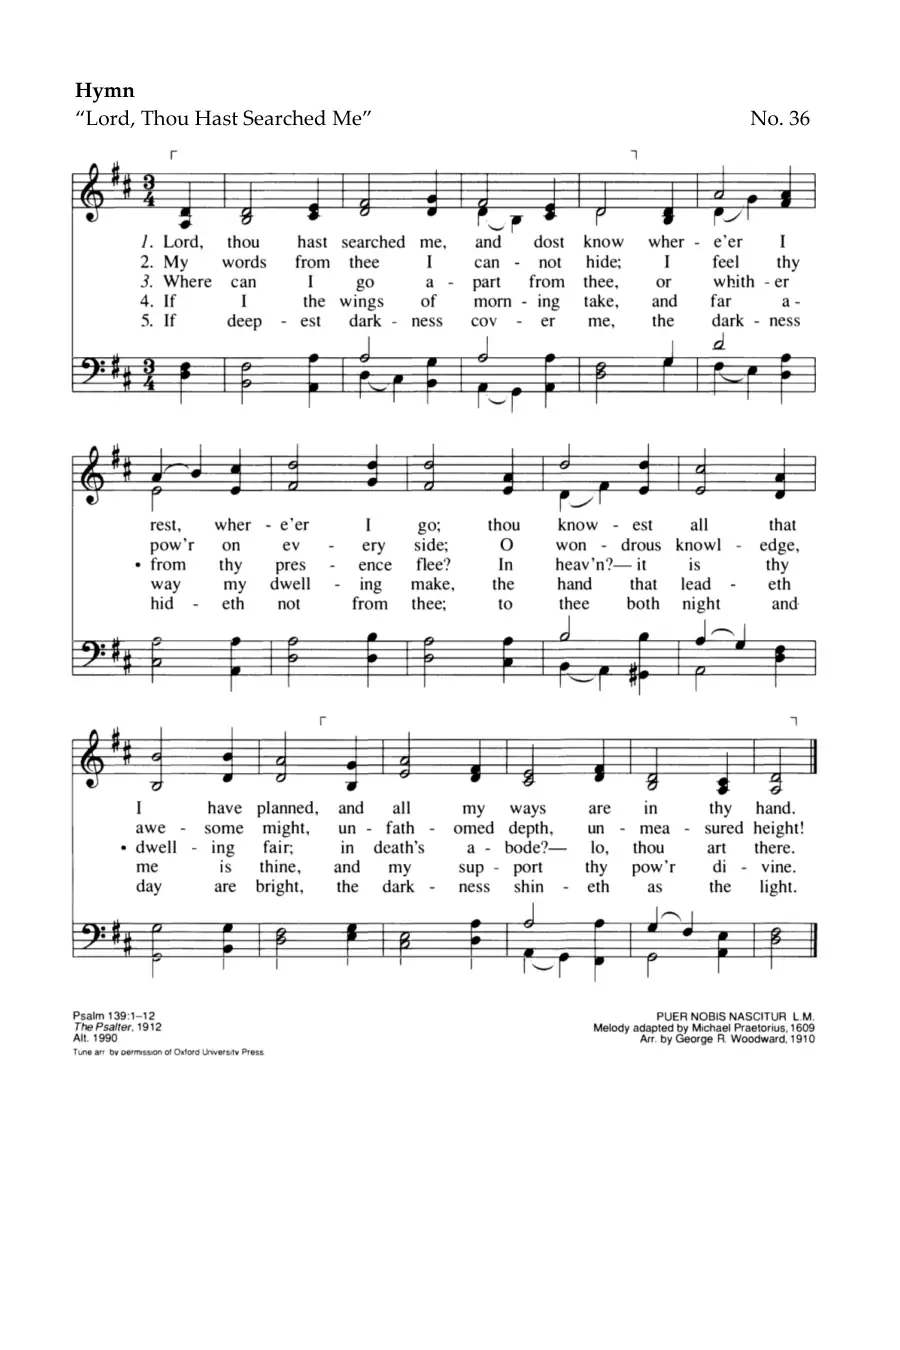 Hymn
“Lord, Thou Hast Searched Me” No. 36
3
4
1. Lord, thou hast searched me, and dost know wher - e'er I
2. My words from thee I can - not hide; I feel thy
3. Where can I go a - part from thee, or whith - er
4. If I the wings of morn - ing take, and far a -
5. If deep - est dark - ness cov - er me, the dark - ness
3
4
rest, wher - e'er I go; thou know - est all that
pow'r on ev - ery side; O won - drous knowl - edge,
• from thy pres - ence flee? In heav'n?— it is thy
way my dwell - ing make, the hand that lead - eth
hid - eth not from thee; to thee both night and
I have planned, and all my ways are in thy hand.
awe - some might, un - fath - omed depth, un - mea - sured height!
• dwell - ing fair; in death's a - bode?— lo, thou art there.
me is thine, and my sup - port thy pow'r di - vine.
day are bright, the dark - ness shin - eth as the light.
Psalm 139:1–12 PUER NOBIS NASCITUR L.M.
The Psalter, 1912 Melody adapted by Michael Praetorius, 1609
Alt. 1990 Arr. by George R. Woodward, 1910
Tune arr. by permission of Oxford University Press